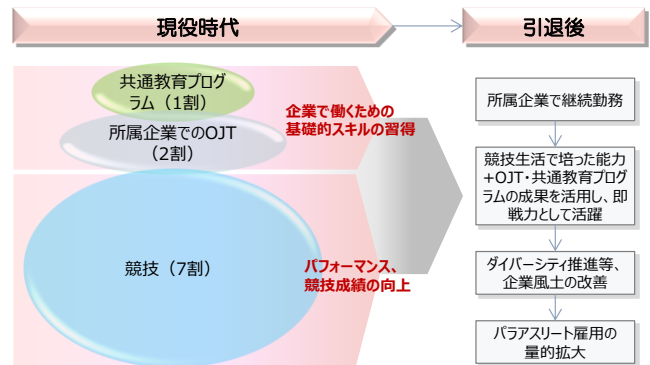 現役時代
引退後
共通教育プログ
ラム（1割）
所属企業でのOJT
（2割）
企業で働くための
基礎的スキルの習得
競技（7割）
パフォーマンス、
競技成績の向上
所属企業で継続勤務
競技生活で培った能力
+OJT・共通教育プログ
ラムの成果を活用し、即
戦力として活躍
ダイバーシティ推進等、
企業風土の改善
パラアスリート雇用の
量的拡大